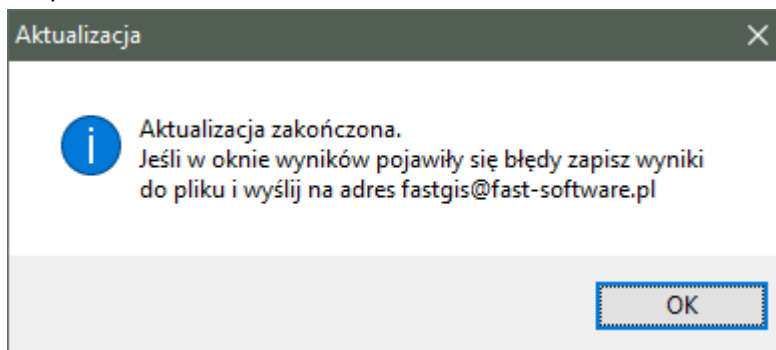 Aktualizacja
Aktualizacja zakończona.
Jeśli w oknie wyników pojawiły się błędy zapisz wyniki
do pliku i wyślij na adres fastgis@fast-software.pl
OK